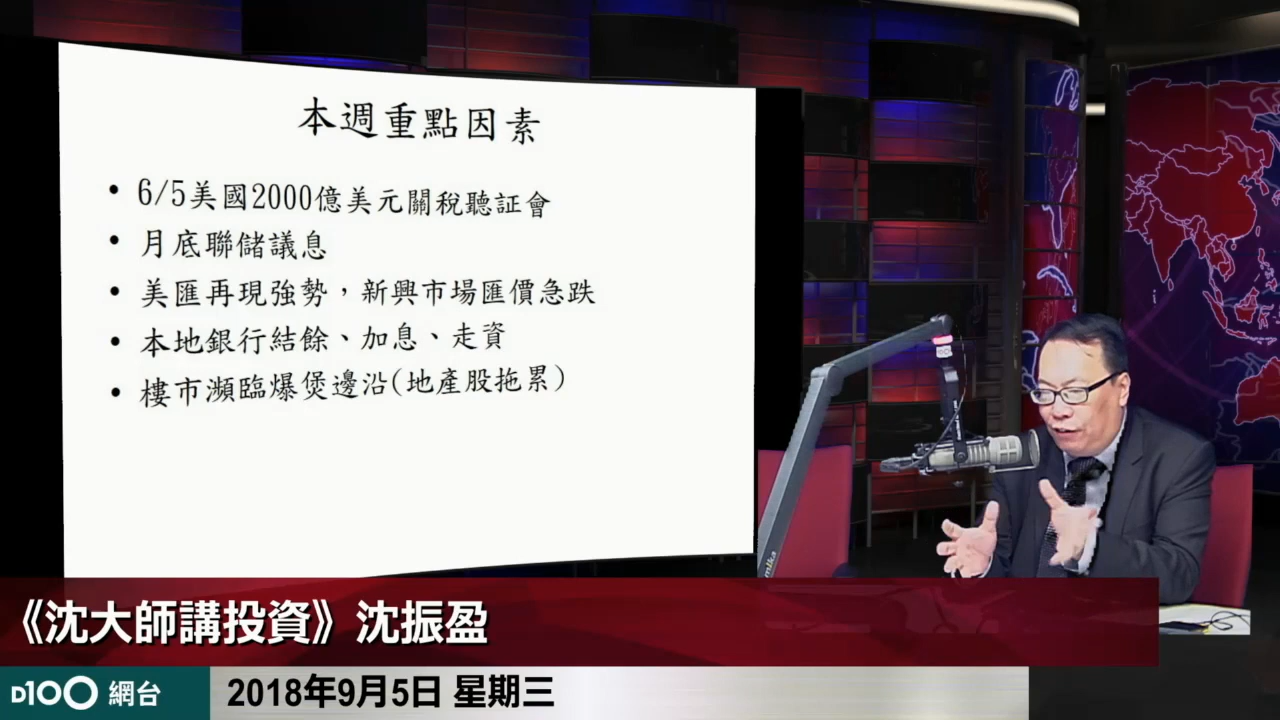 本週重點因素
• 6/5美國2000億美元關稅聽証會
• 月底聯儲議息
• 美匯再現強勢，新興市場匯價急跌
• 本地銀行結餘、加息、走資
• 樓市瀕臨爆煲邊沿(地產股拖累)
《沈大師講投資》沈振盈
D100 網台
2018年9月5日 星期三